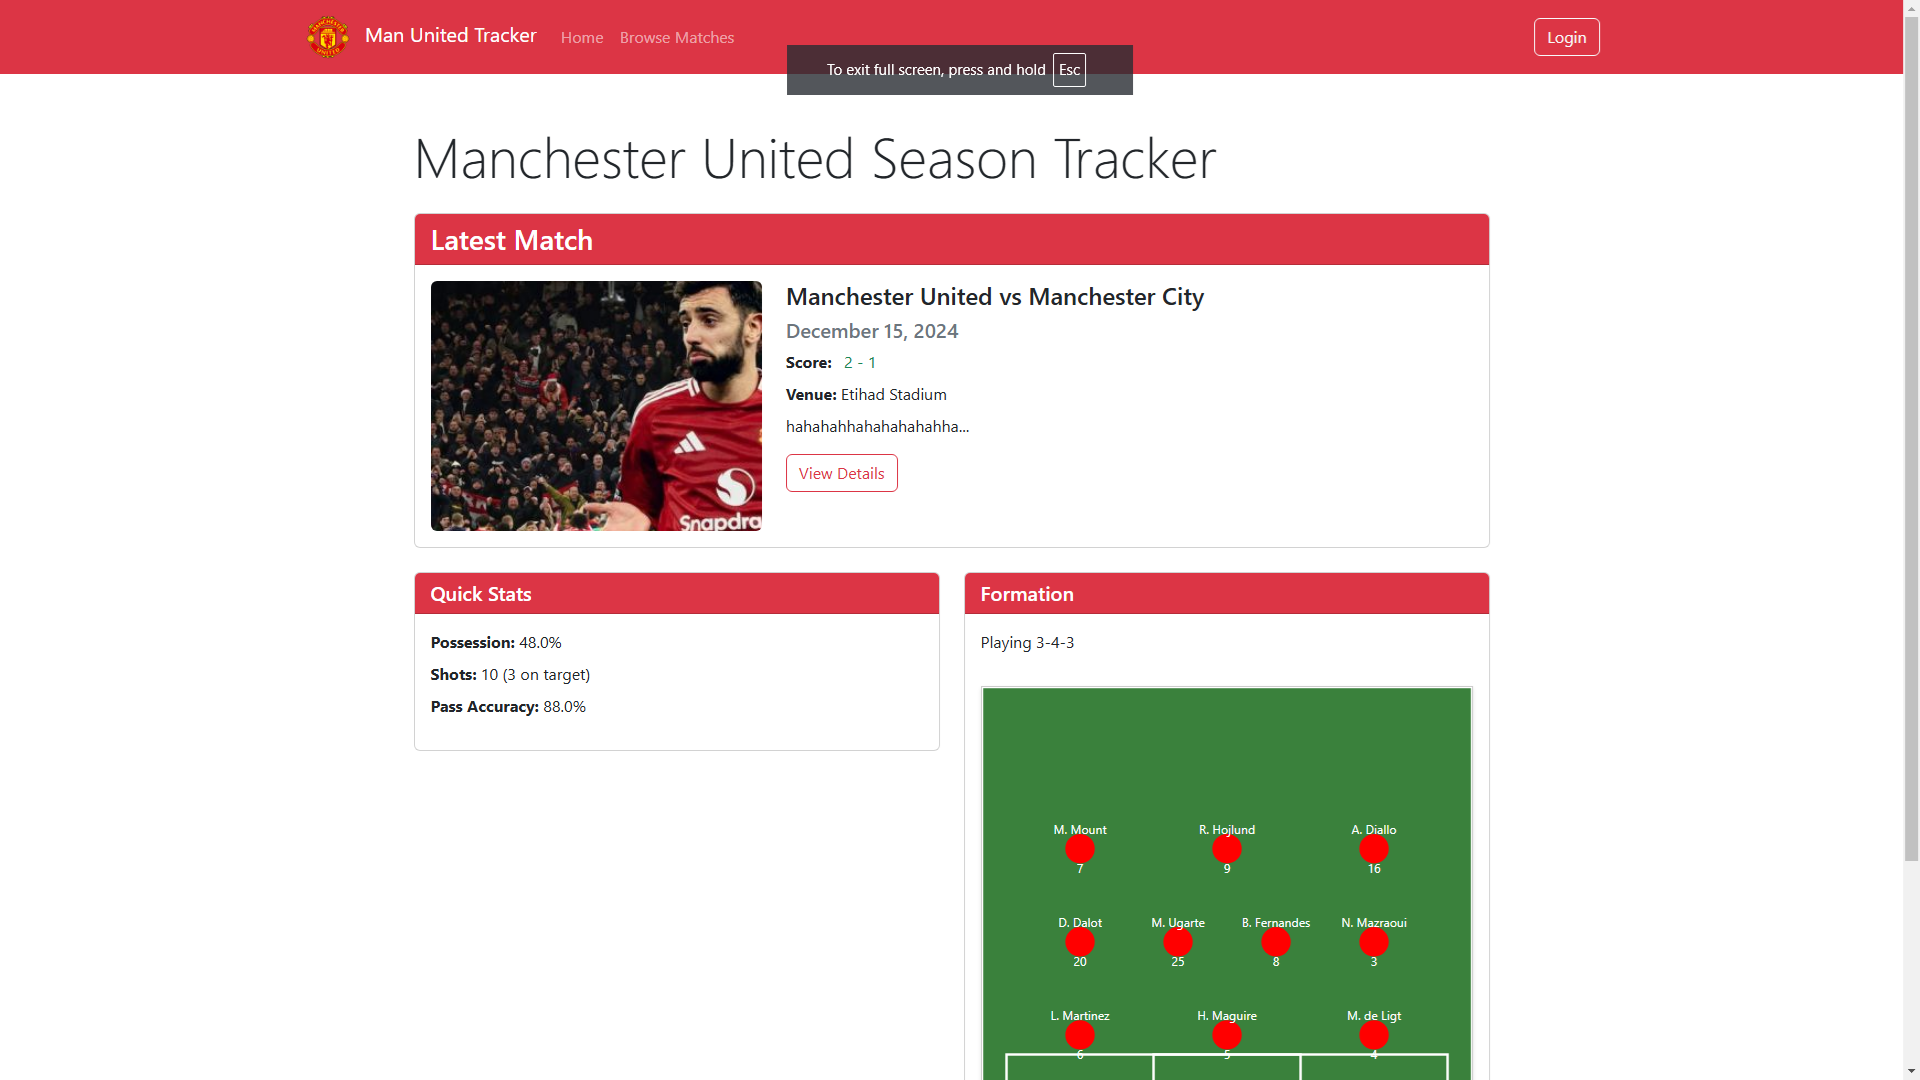 Man United Tracker Home Browse Matches Login
To exit full screen, press and hold Esc
Manchester United Season Tracker
Latest Match
Manchester United vs Manchester City
December 15, 2024
Score: 2 - 1
Venue: Etihad Stadium
hahahahhahahahahahha...
View Details
Snapdra
Quick Stats
Possession: 48.0%
Shots: 10 (3 on target)
Pass Accuracy: 88.0%
Formation
Playing 3-4-3
M. Mount R. Hojlund A. Diallo
7 9 16
D. Dalot M. Ugarte B. Fernandes N. Mazraoui
20 25 8 3
L. Martinez H. Maguire M. de Ligt
6 5 4